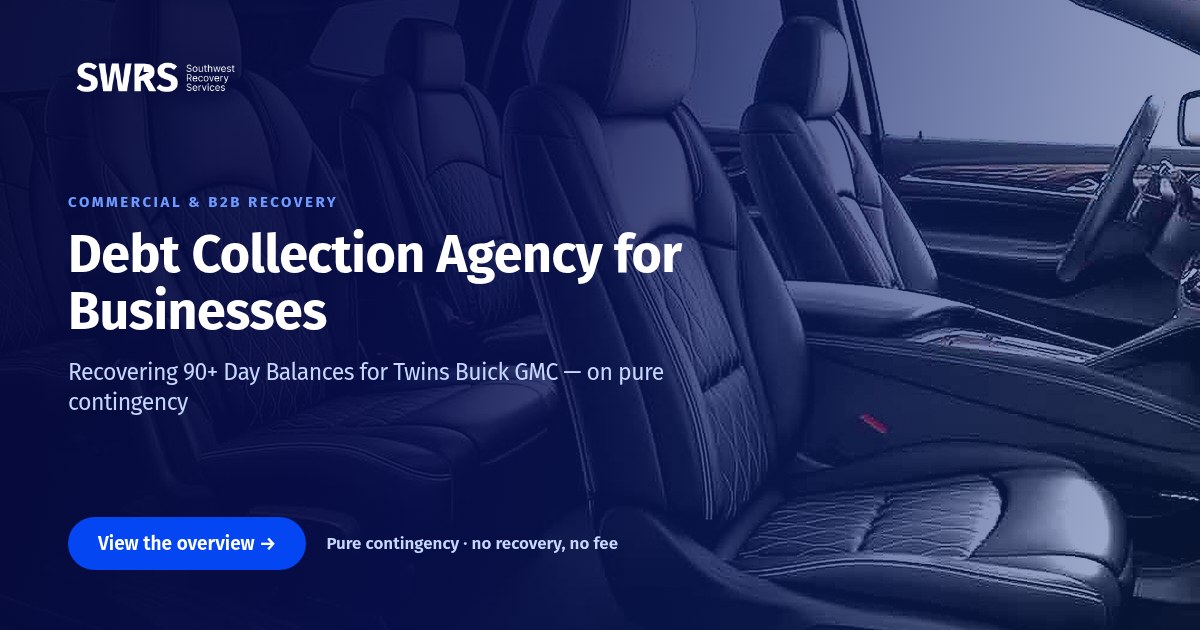 SWRS
Southwest
Recovery
Services
COMMERCIAL & B2B RECOVERY
Debt Collection Agency for
Businesses
Recovering 90+ Day Balances for Twins Buick GMC — on pure
contingency
View the overview →
Pure contingency · no recovery, no fee